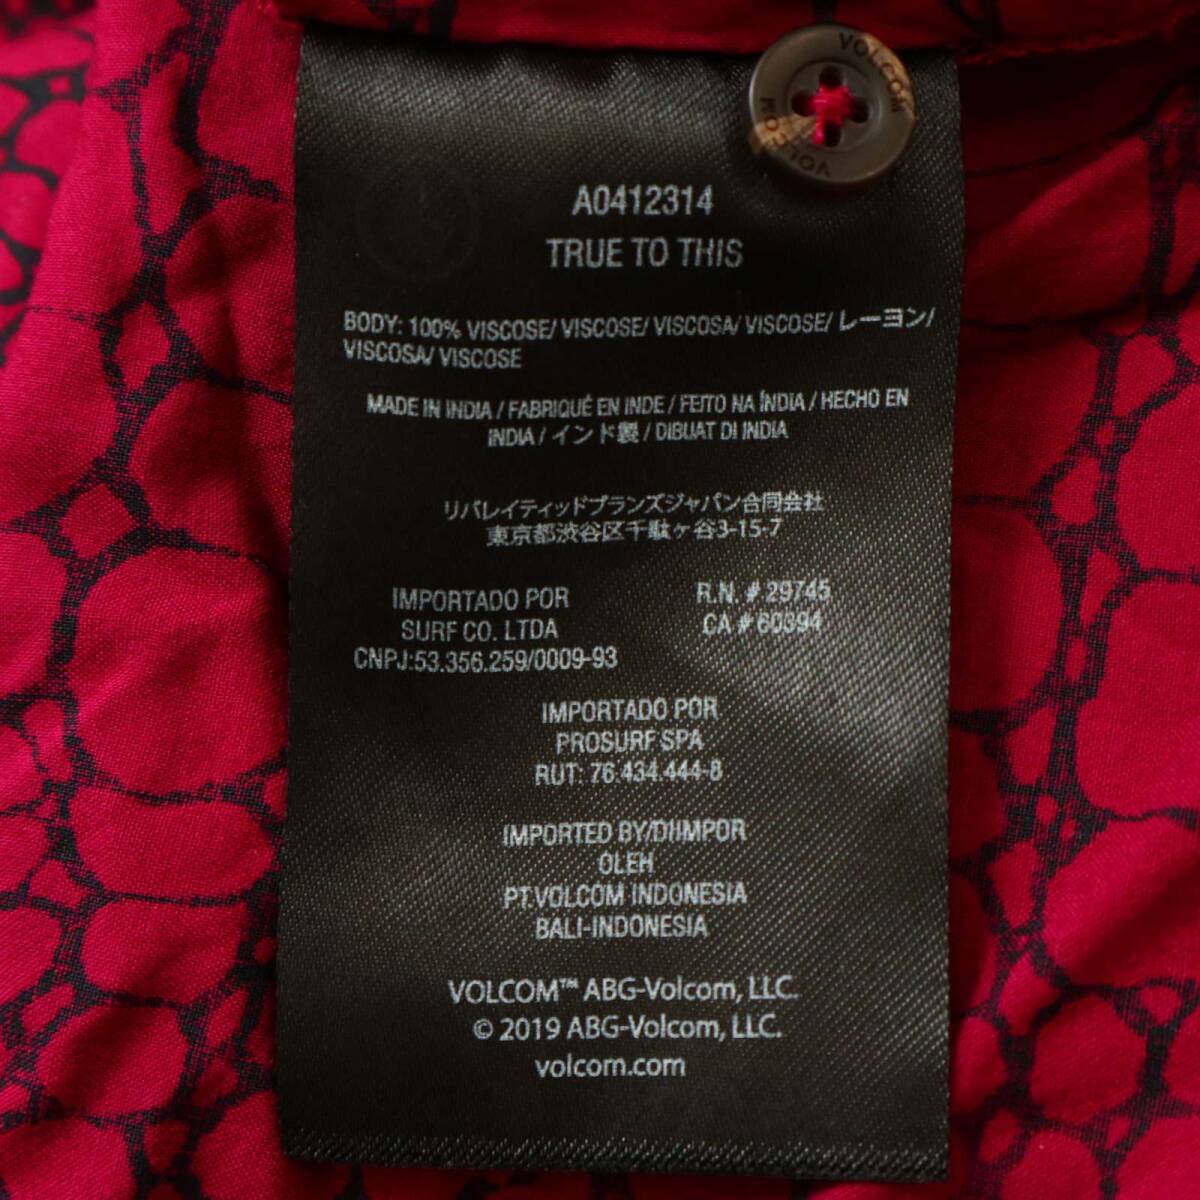 VOLCOM
VOLCOM
A0412314
TRUE TO THIS
BODY: 100% VISCOSE/ VISCOSE/ VISCOSA/ VISCOSE/ レーヨン/
VISCOSA/ VISCOSE
MADE IN INDIA / FABRIQUÉ EN INDE / FEITO NA ÍNDIA / HECHO EN
INDIA / インド製 / DIBUAT DI INDIA
リバレイティッドブランズジャパン合同会社
東京都渋谷区千駄ヶ谷3-15-7
IMPORTADO POR
SURF CO. LTDA
CNPJ:53.356.259/0009-93
R.N. # 29745
CA # 60394
IMPORTADO POR
PROSURF SPA
RUT: 76.434.444-8
IMPORTED BY/DIIMPOR
OLEH
PT.VOLCOM INDONESIA
BALI-INDONESIA
VOLCOM™ ABG-Volcom, LLC.
© 2019 ABG-Volcom, LLC.
volcom.com